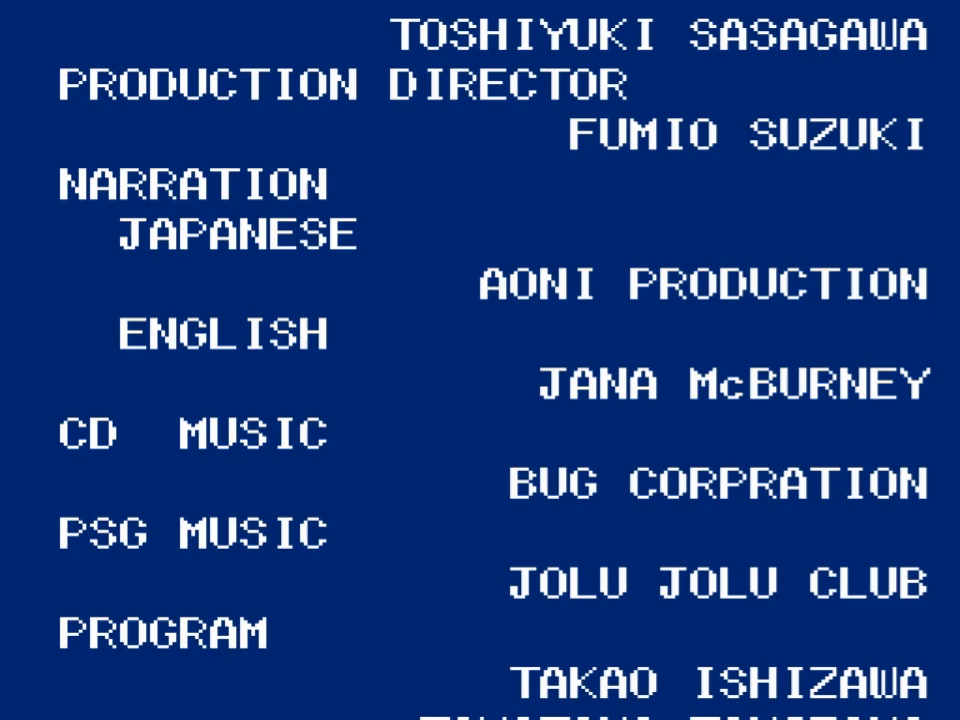 TOSHIYUKI SASAGAWA
PRODUCTION DIRECTOR
FUMIO SUZUKI
NARRATION
JAPANESE
AONI PRODUCTION
ENGLISH
JANA McBURNEY
CD MUSIC
BUG CORPRATION
PSG MUSIC
JOLU JOLU CLUB
PROGRAM
TAKAO ISHIZAWA